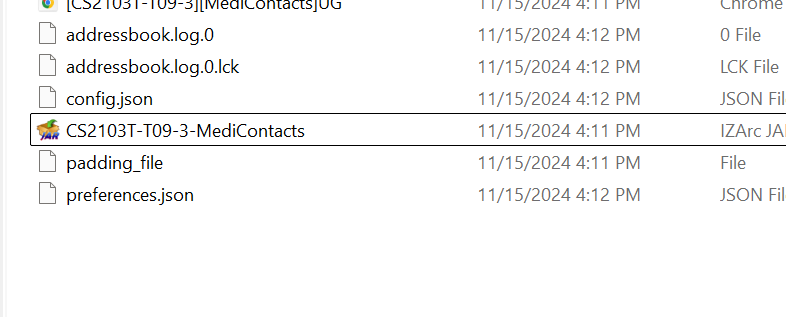 [CS2103T-T09-3][MediContacts]UG 11/15/2024 4:11 PM Chrome
addressbook.log.0 11/15/2024 4:12 PM 0 File
addressbook.log.0.lck 11/15/2024 4:12 PM LCK File
config.json 11/15/2024 4:12 PM JSON Fil
JAR CS2103T-T09-3-MediContacts 11/15/2024 4:11 PM IZArc JA
padding_file 11/15/2024 4:11 PM File
preferences.json 11/15/2024 4:12 PM JSON Fil